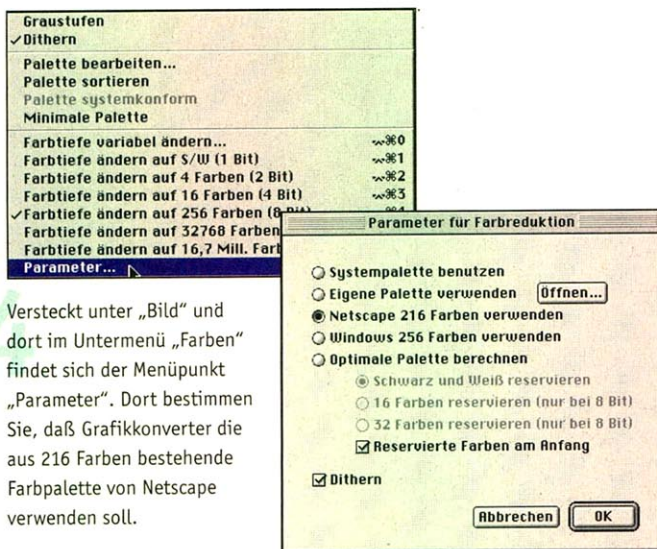 Graustufen
✓Dithern
Palette bearbeiten...
Palette sortieren
Palette systemkonform
Minimale Palette
Farbtiefe variabel ändern... ⌘0
Farbtiefe ändern auf S/W (1 Bit) ⌘1
Farbtiefe ändern auf 4 Farben (2 Bit) ⌘2
Farbtiefe ändern auf 16 Farben (4 Bit) ⌘3
✓Farbtiefe ändern auf 256 Farben (8 Bit)
Farbtiefe ändern auf 32768 Farben
Farbtiefe ändern auf 16,7 Mill.
Parameter...
Versteckt unter „Bild“ und
dort im Untermenü „Farben“
findet sich der Menüpunkt
„Parameter“. Dort bestimmen
Sie, daß Grafikkonverter die
aus 216 Farben bestehende
Farbpalette von Netscape
verwenden soll.
Parameter für Farbreduktion
Systempalette benutzen
Eigene Palette verwenden Öffnen...
Netscape 216 Farben verwenden
Windows 256 Farben verwenden
Optimale Palette berechnen
Schwarz und Weiß reservieren
16 Farben reservieren (nur bei 8 Bit)
32 Farben reservieren (nur bei 8 Bit)
Reservierte Farben am Anfang
Dithern
Abbrechen OK